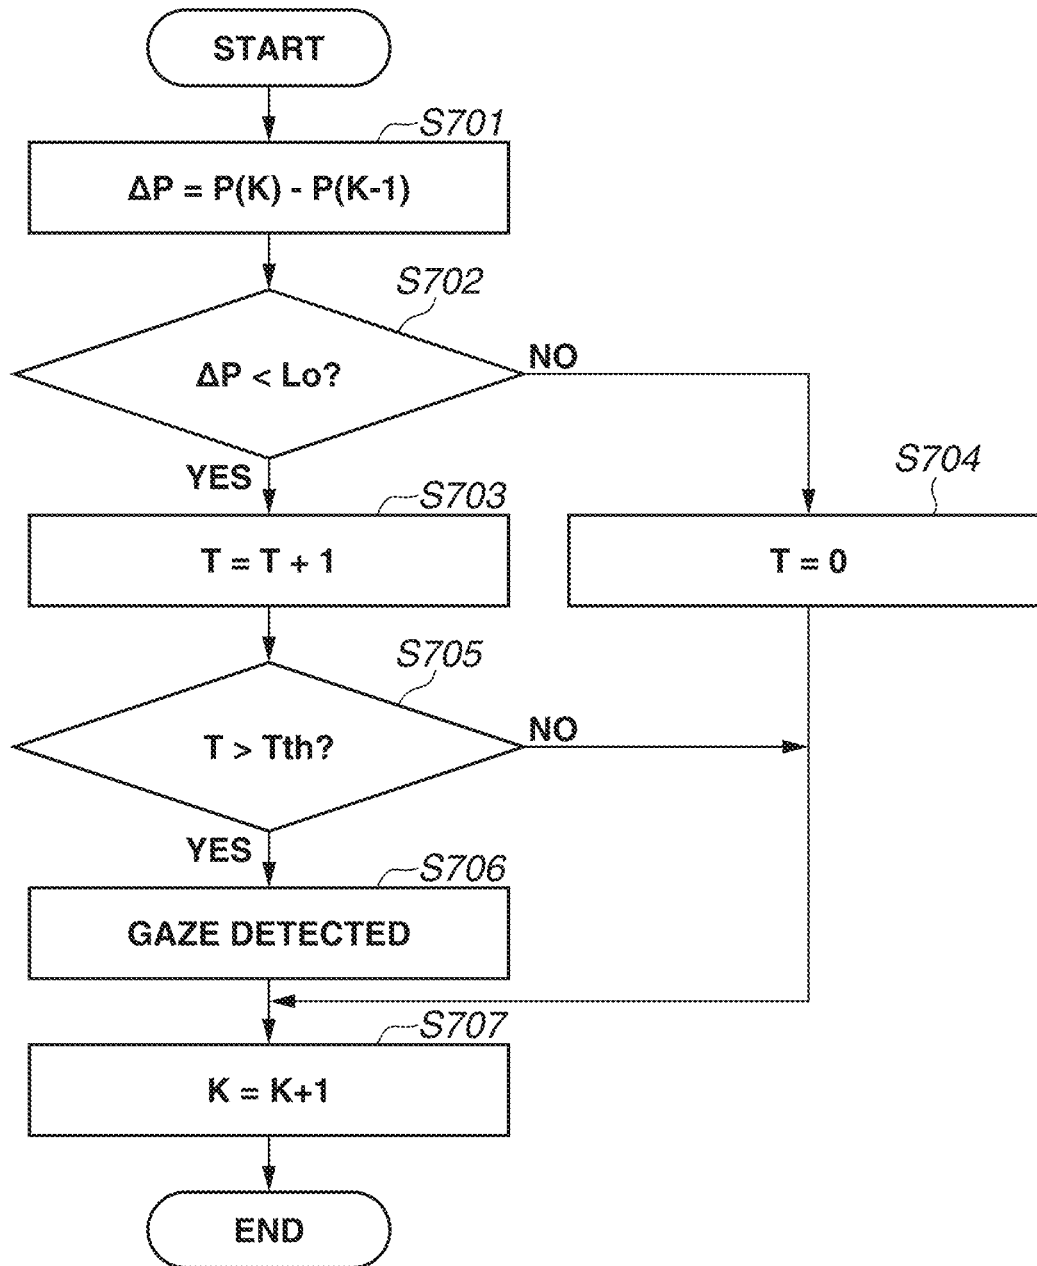 START
S701
ΔP = P(K) - P(K-1)
S702
ΔP < Lo?
NO
YES
S703
T = T + 1
S704
T = 0
S705
T > Tth?
NO
YES
S706
GAZE DETECTED
S707
K = K+1
END